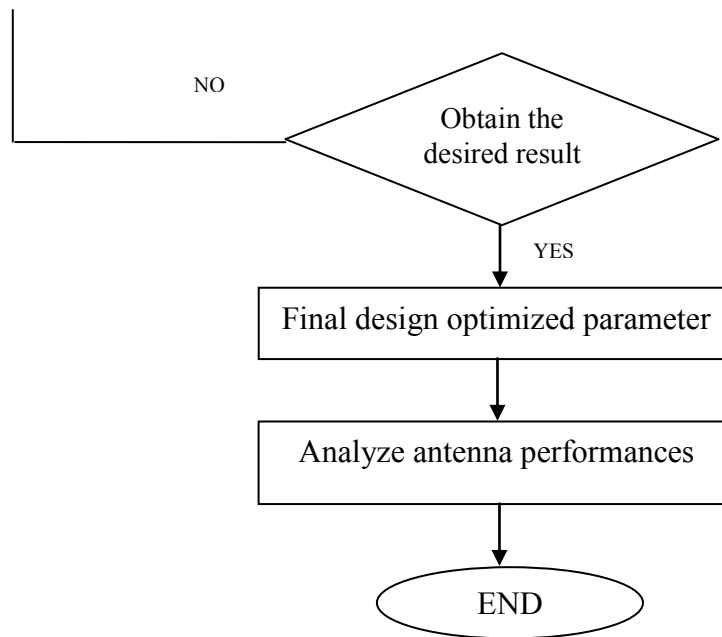 NO
Obtain the
desired result
YES
Final design optimized parameter
Analyze antenna performances
END